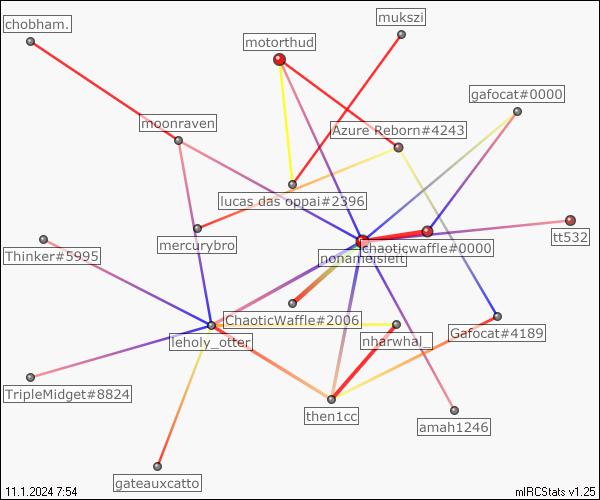 chobham.
mukszi
motorthud
gafocat#0000
moonraven
Azure Reborn#4243
lucas das oppai#2396
mercurybro
chaoticwaffle#0000
tt532
Thinker#5995
nonameisleft
ChaoticWaffle#2006
leholy_otter
nharwhal_
Gafocat#4189
TripleMidget#8824
then1cc
amah1246
gateauxcatto
11.1.2024 7:54
mIRCStats v1.25